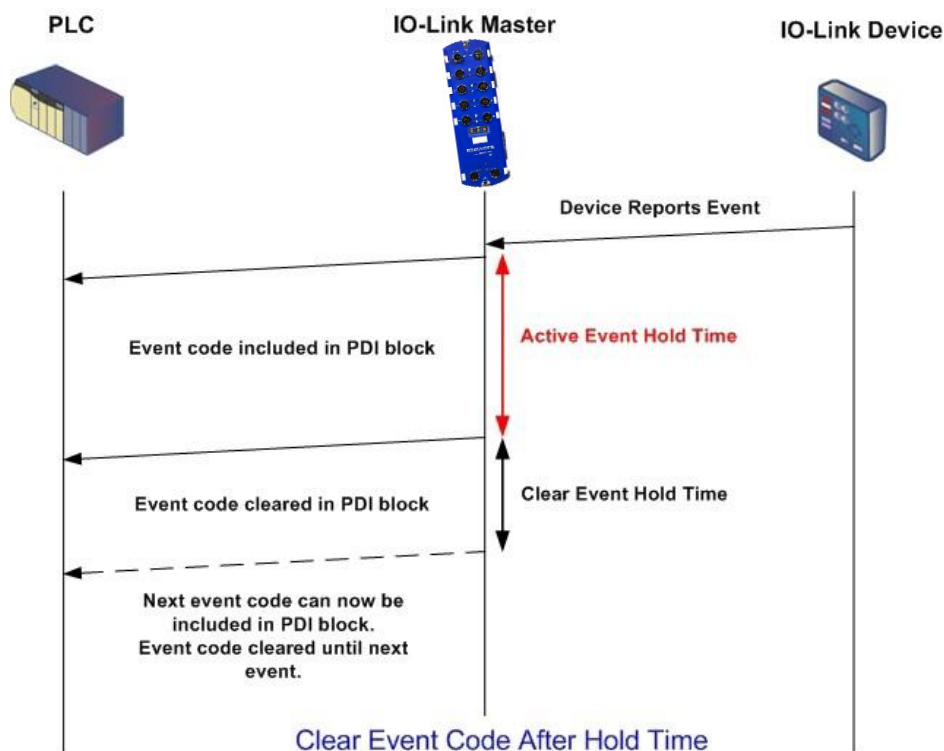 PLC
IO-Link Master
IO-Link Device
Device Reports Event
Event code included in PDI block
Active Event Hold Time
Event code cleared in PDI block
Clear Event Hold Time
Next event code can now be
included in PDI block.
Event code cleared until next
event.
Clear Event Code After Hold Time